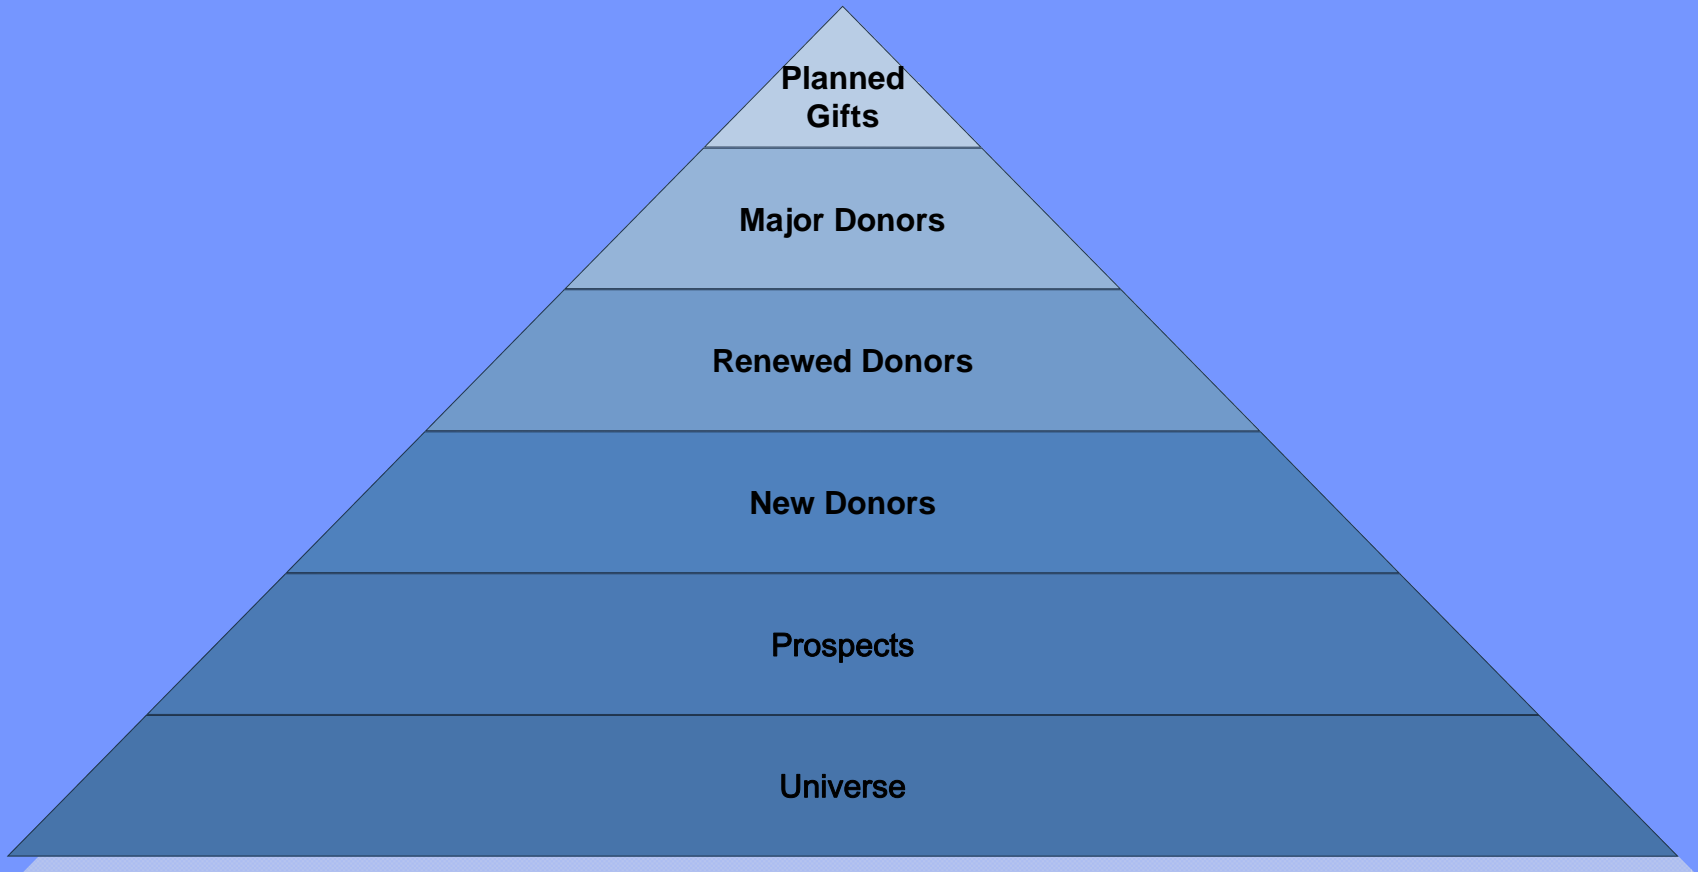 Planned
Gifts
Major Donors
Renewed Donors
New Donors
Prospects
Universe